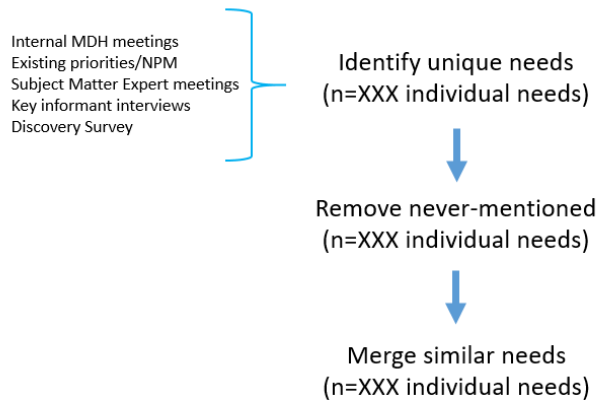 Internal MDH meetings
Existing priorities/NPM
Subject Matter Expert meetings
Key informant interviews
Discovery Survey
Identify unique needs
(n=XXX individual needs)
Remove never-mentioned
(n=XXX individual needs)
Merge similar needs
(n=XXX individual needs)